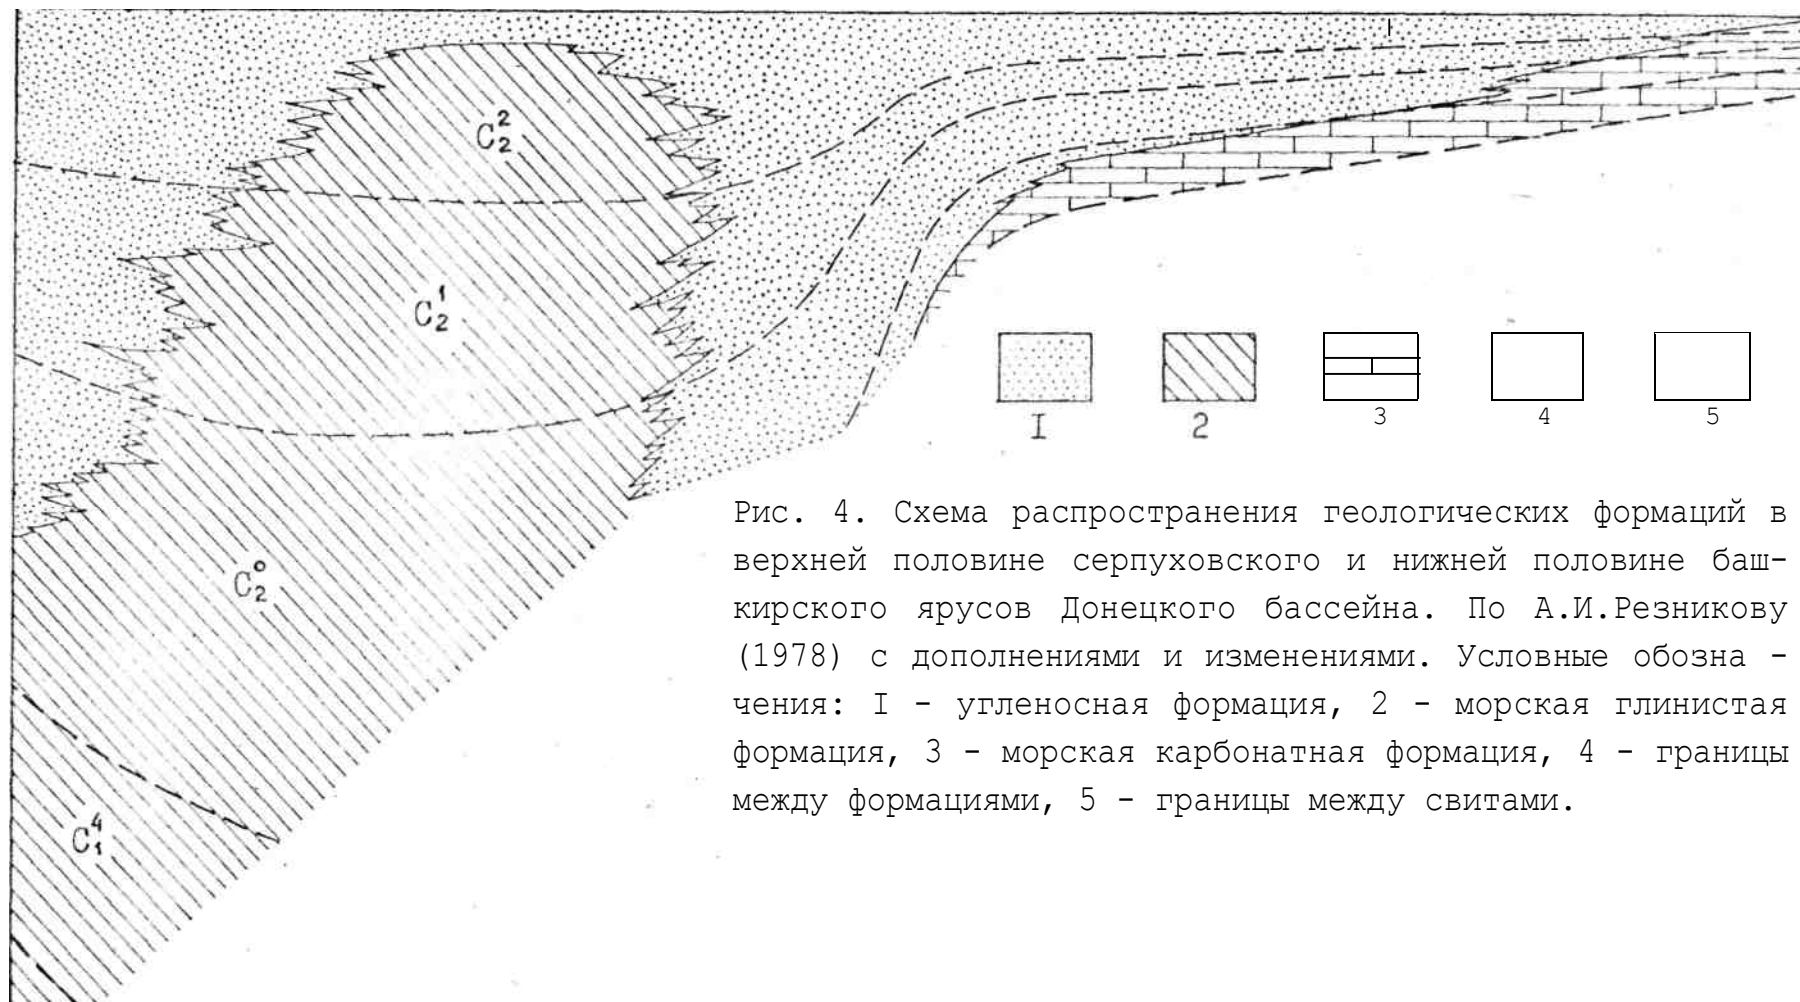 C₂²
C₂¹
C₂⁰
C₁⁴
I 2 3 4 5
Рис. 4. Схема распространения геологических формаций в
верхней половине серпуховского и нижней половине баш-
кирского ярусов Донецкого бассейна. По А.И.Резникову
(1978) с дополнениями и изменениями. Условные обозна -
чения: I - угленосная формация, 2 - морская глинистая
формация, 3 - морская карбонатная формация, 4 - границы
между формациями, 5 - границы между свитами.